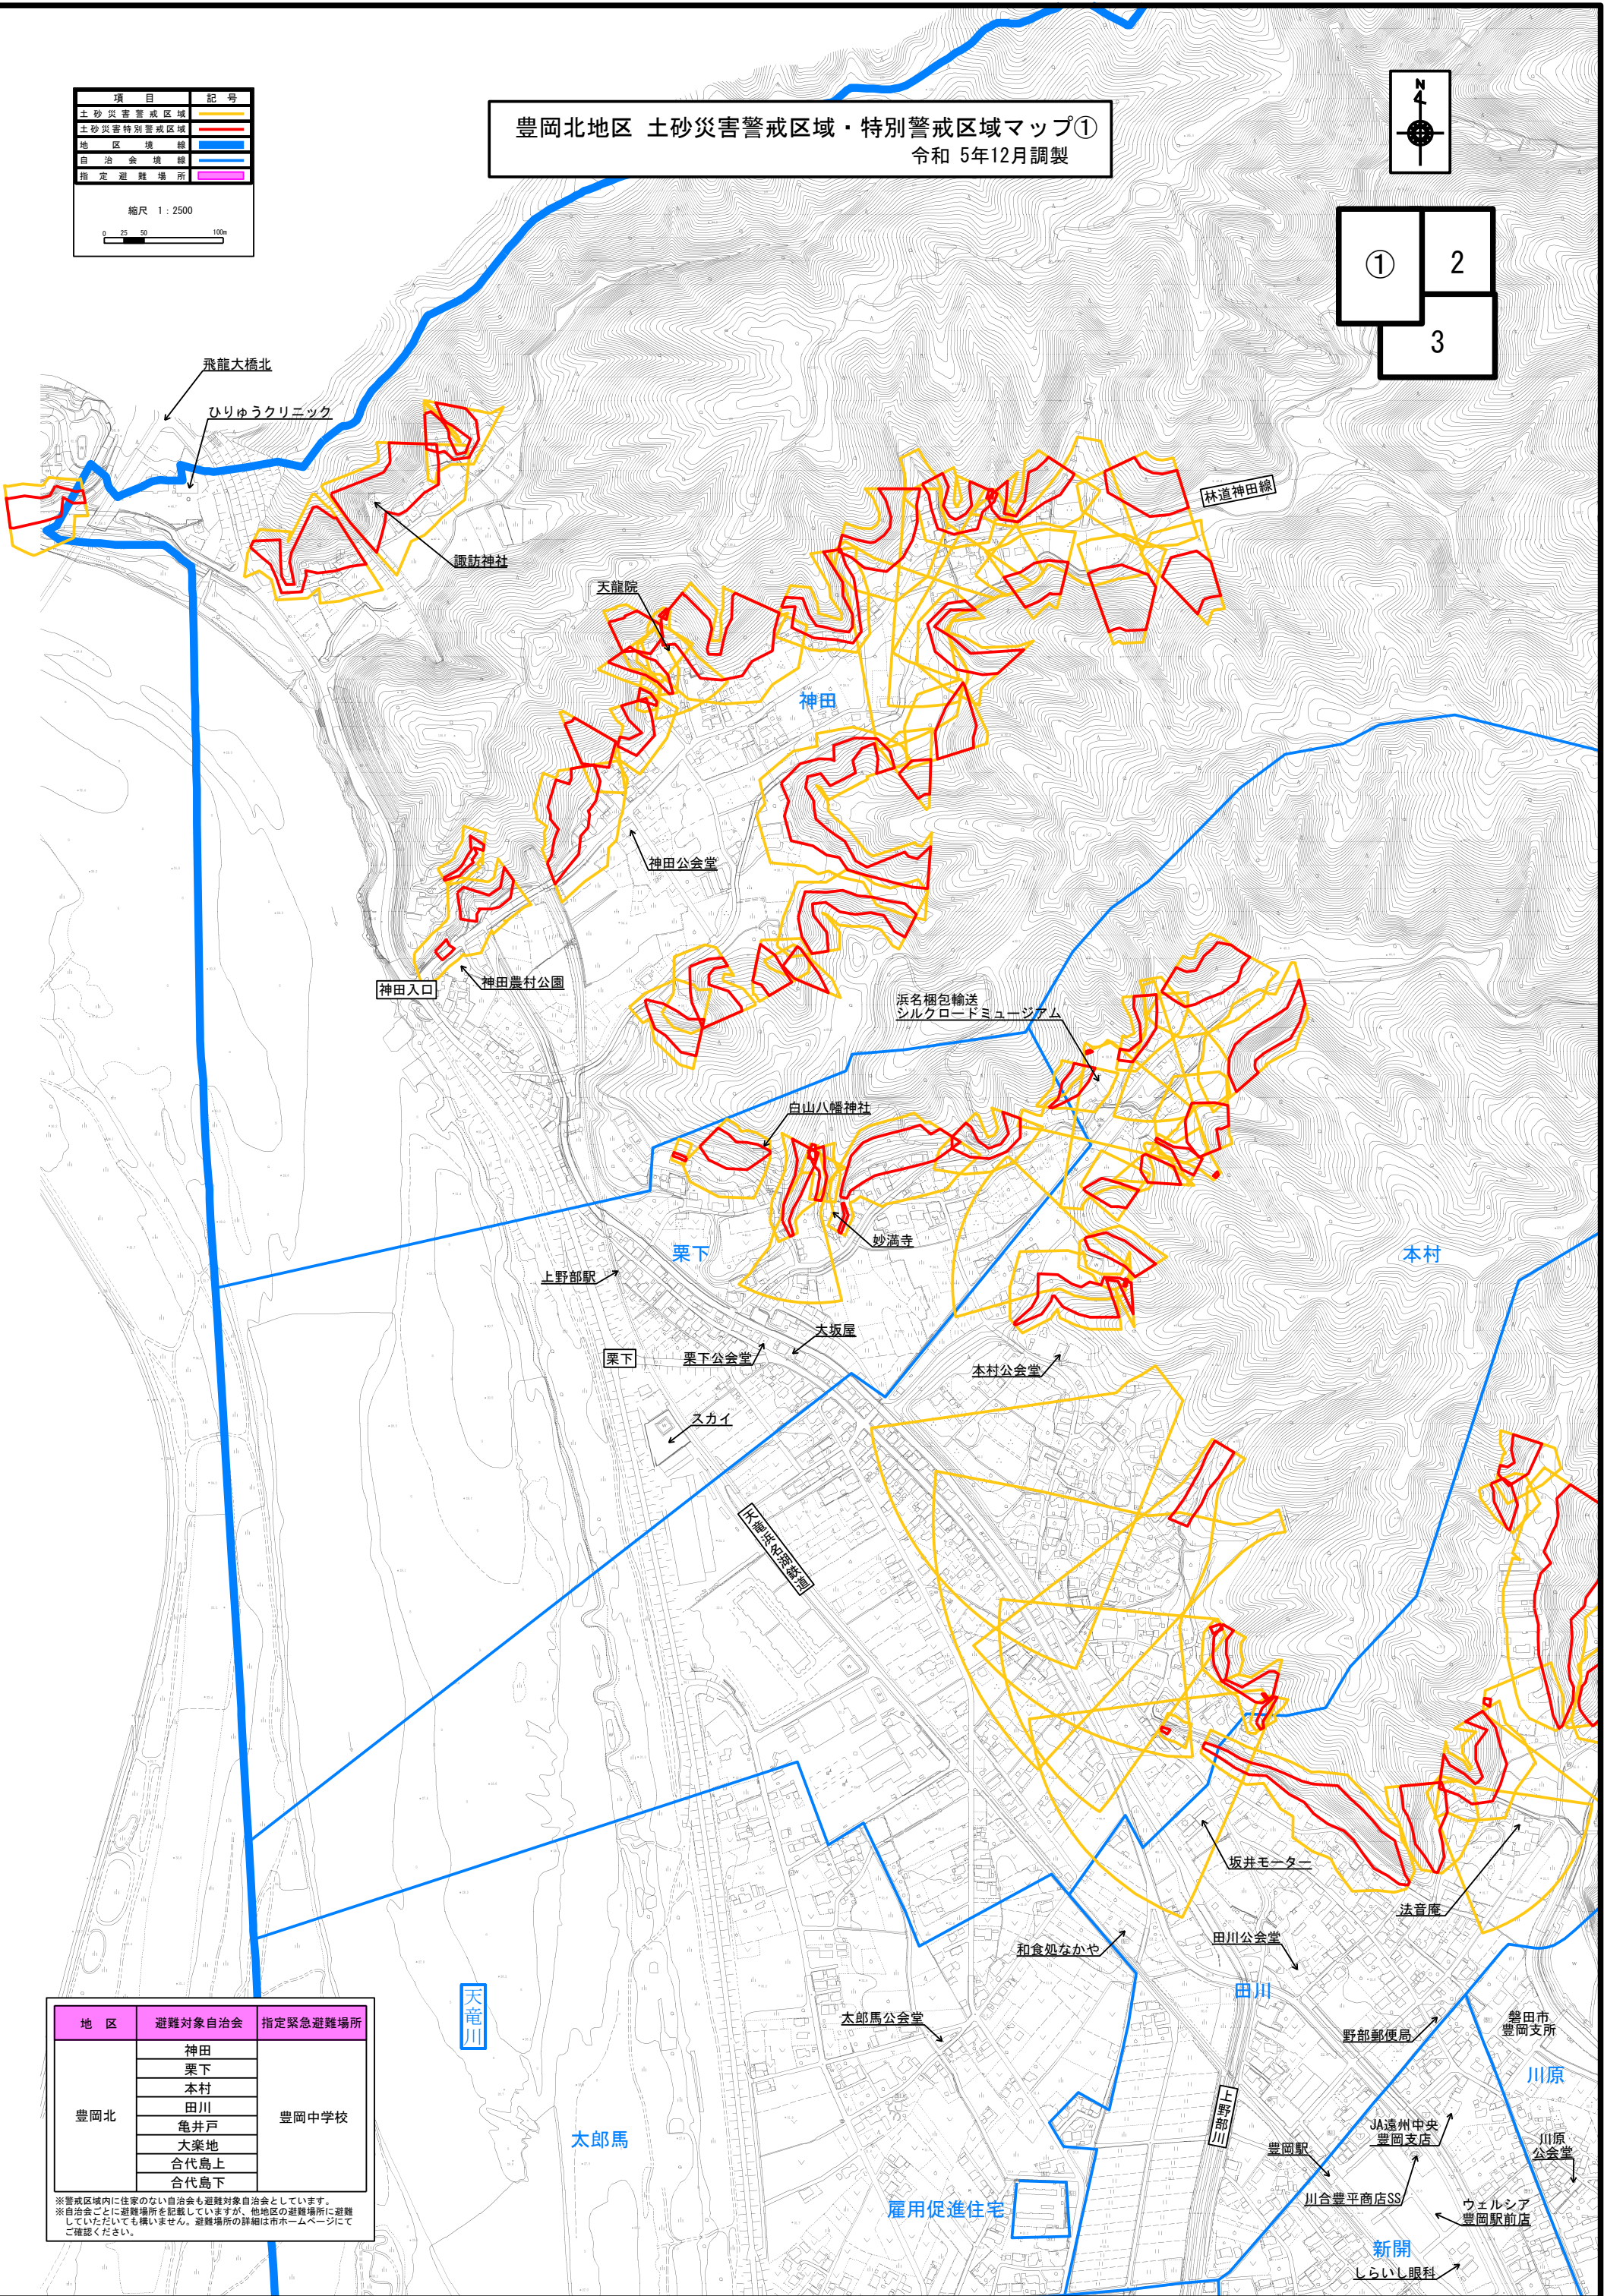 項目 記号
土砂災害警戒区域
土砂災害特別警戒区域
地区境線
自治会境線
指定避難場所
縮尺 1：2500
0 25 50 100m
豊岡北地区 土砂災害警戒区域・特別警戒区域マップ①
令和 5年12月調製
N
① 2
3
飛龍大橋北
ひりゅうクリニック
諏訪神社
林道神田線
天龍院
神田
神田公会堂
神田入口
神田農村公園
浜名梱包輸送
シルクロードミュージアム
白山八幡神社
妙満寺
栗下
上野部駅
本村
大坂屋
栗下
栗下公会堂
本村公会堂
スカイ
天竜浜名湖鉄道
坂井モーター
法音庵
和食処なかや
田川公会堂
田川
天竜川
太郎馬公会堂
野部郵便局
磐田市
豊岡支所
川原
上野部川
JA遠州中央
豊岡支店
太郎馬
川原
公会堂
豊岡駅
川合豊平商店SS
ウェルシア
豊岡駅前店
雇用促進住宅
新開
しらいし眼科
地区 避難対象自治会 指定緊急避難場所
豊岡北
神田
栗下
本村
田川
亀井戸
大楽地
合代島上
合代島下
豊岡中学校
※警戒区域内に住家のない自治会も避難対象自治会としています。
※自治会ごとに避難場所を記載していますが、他地区の避難場所に避難
していただいても構いません。避難場所の詳細は市ホームページにて
ご確認ください。